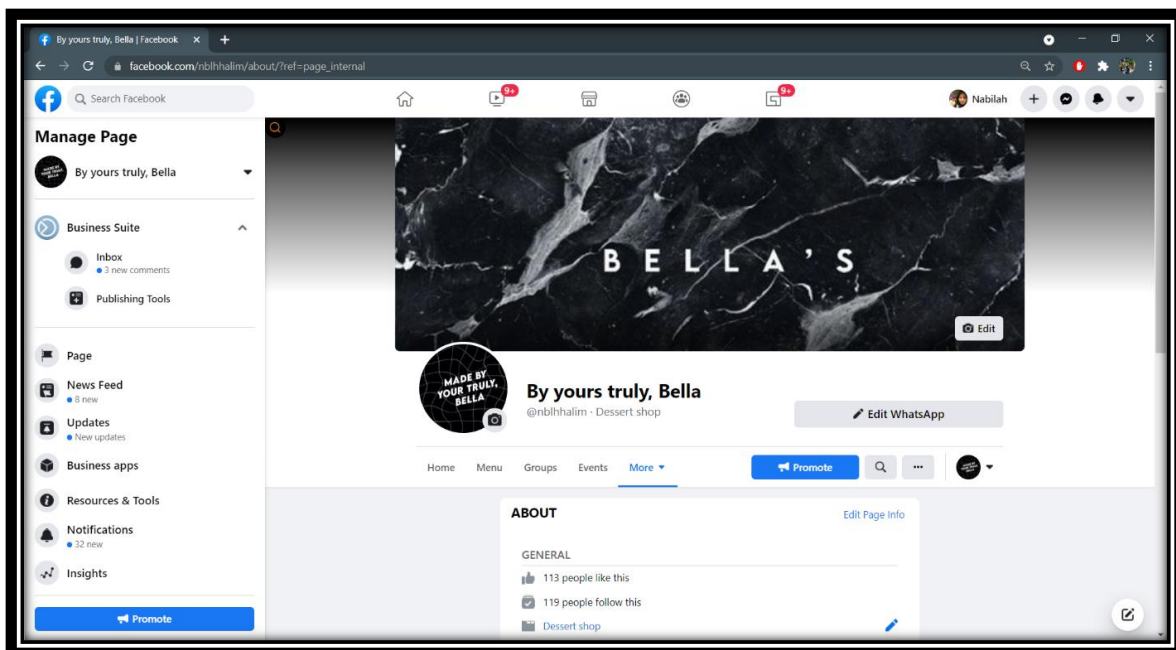 By yours truly, Bella | Facebook
facebook.com/nblhhalim/about/?ref=page_internal
Search Facebook
9+
9+
Nabilah
Manage Page
By yours truly, Bella
Business Suite
Inbox
3 new comments
Publishing Tools
Page
News Feed
8 new
Updates
New updates
Business apps
Resources & Tools
Notifications
32 new
Insights
Promote
BELLA'S
Edit
MADE BY
YOUR TRULY,
BELLA
By yours truly, Bella
@nblhhalim · Dessert shop
Edit WhatsApp
Home Menu Groups Events More
Promote
ABOUT
Edit Page Info
GENERAL
113 people like this
119 people follow this
Dessert shop